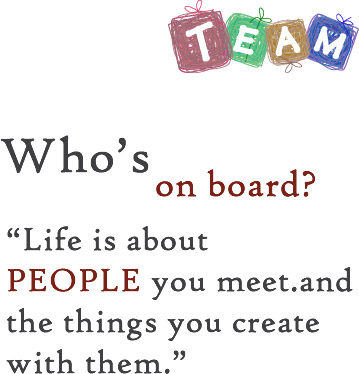 TEAM
Who's
on board?
“Life is about
PEOPLE you meet.and
the things you create
with them.”